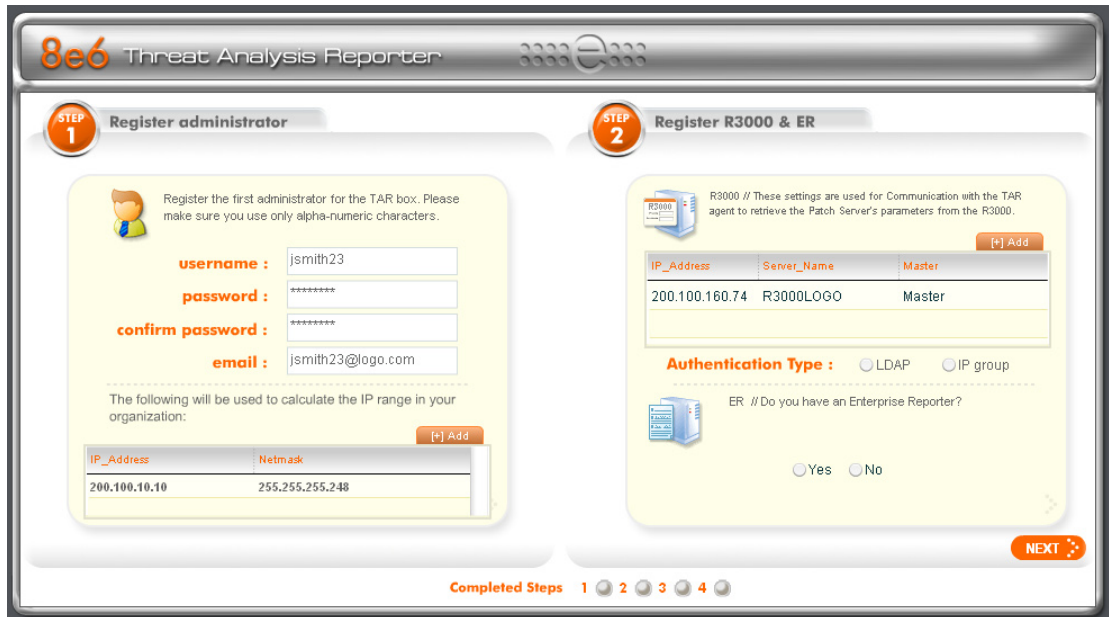 8e6 Threat Analysis Reporter
STEP 1
Register administrator
Register the first administrator for the TAR box. Please
make sure you use only alpha-numeric characters.
username : jsmith23
password : ********
confirm password : ********
email : jsmith23@logo.com
The following will be used to calculate the IP range in your
organization:
[+] Add
IP_Address Netmask
200.100.10.10 255.255.255.248
STEP 2
Register R3000 & ER
R3000
R3000 // These settings are used for Communication with the TAR
agent to retrieve the Patch Server's parameters from the R3000.
[+] Add
IP_Address Server_Name Master
200.100.160.74 R3000LOGO Master
Authentication Type : LDAP IP group
ER // Do you have an Enterprise Reporter?
Yes No
NEXT
Completed Steps 1 2 3 4